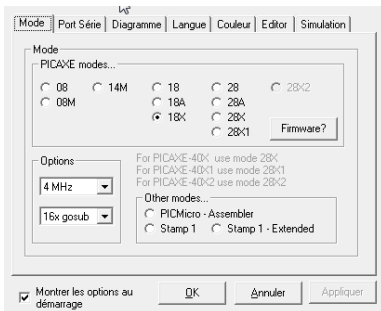 Mode Port Série Diagramme Langue Couleur Editor Simulation
Mode
PICAXE modes...
08 14M 18 28 28X2
08M 18A 28A
18X 28X
28X1 Firmware?
Options
4 MHz
16x gosub
For PICAXE-40X use mode 28X
For PICAXE-40X1 use mode 28X1
For PICAXE-40X2 use mode 28X2
Other modes...
PICMicro - Assembler
Stamp 1 Stamp 1 - Extended
Montrer les options au
démarrage
OK Annuler Appliquer